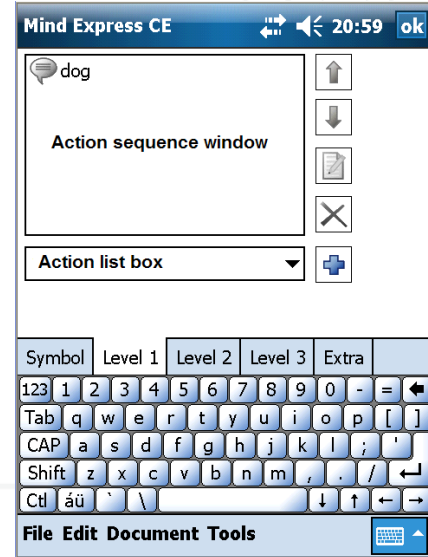 Mind Express CE 20:59 ok
dog
Action sequence window
Action list box
Symbol Level 1 Level 2 Level 3 Extra
123 1 2 3 4 5 6 7 8 9 0 - =
Tab q w e r t y u i o p [ ]
CAP a s d f g h j k l ; '
Shift z x c v b n m , . /
Ctl áü ` \
File Edit Document Tools